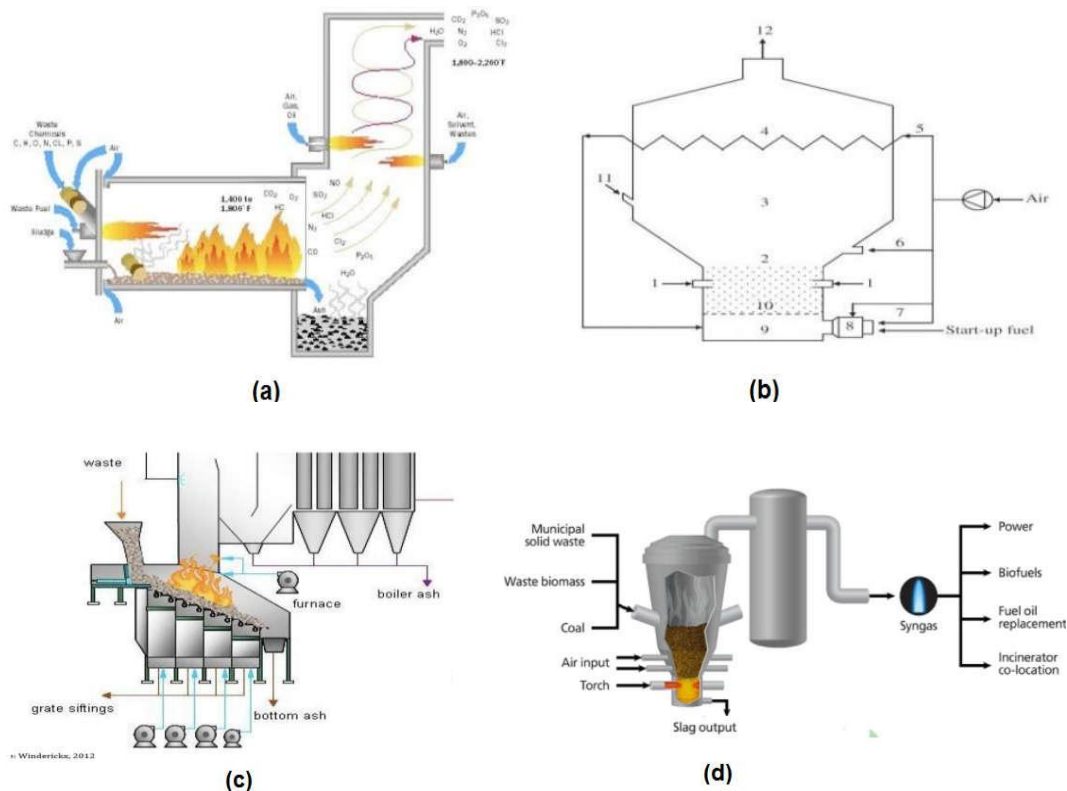 CO₂ P₂O₅ SO₂
H₂O N₂ HCl
O₂ Cl₂
1,800–2,200°F
Air,
Gas,
Oil
Air,
Solvent,
Wastes
Waste
Chemicals
C, H, O, N, CL, P, S
Air
Waste Fuel
Sludge
Air
1,400 to
1,800°F
CO₂ O₂
HC
SO₂ NO
HCl
N₂
Cl₂
CO
P₂O₅
H₂O
Ash
(a)
12
4
5
11
3
Air
6
2
1
1
10
7
9
8
Start-up fuel
(b)
waste
furnace
boiler ash
grate siftings
bottom ash
Winderickx, 2012
(c)
Municipal
solid waste
Waste biomass
Coal
Air input
Torch
Slag output
Syngas
Power
Biofuels
Fuel oil
replacement
Incinerator
co-location
(d)